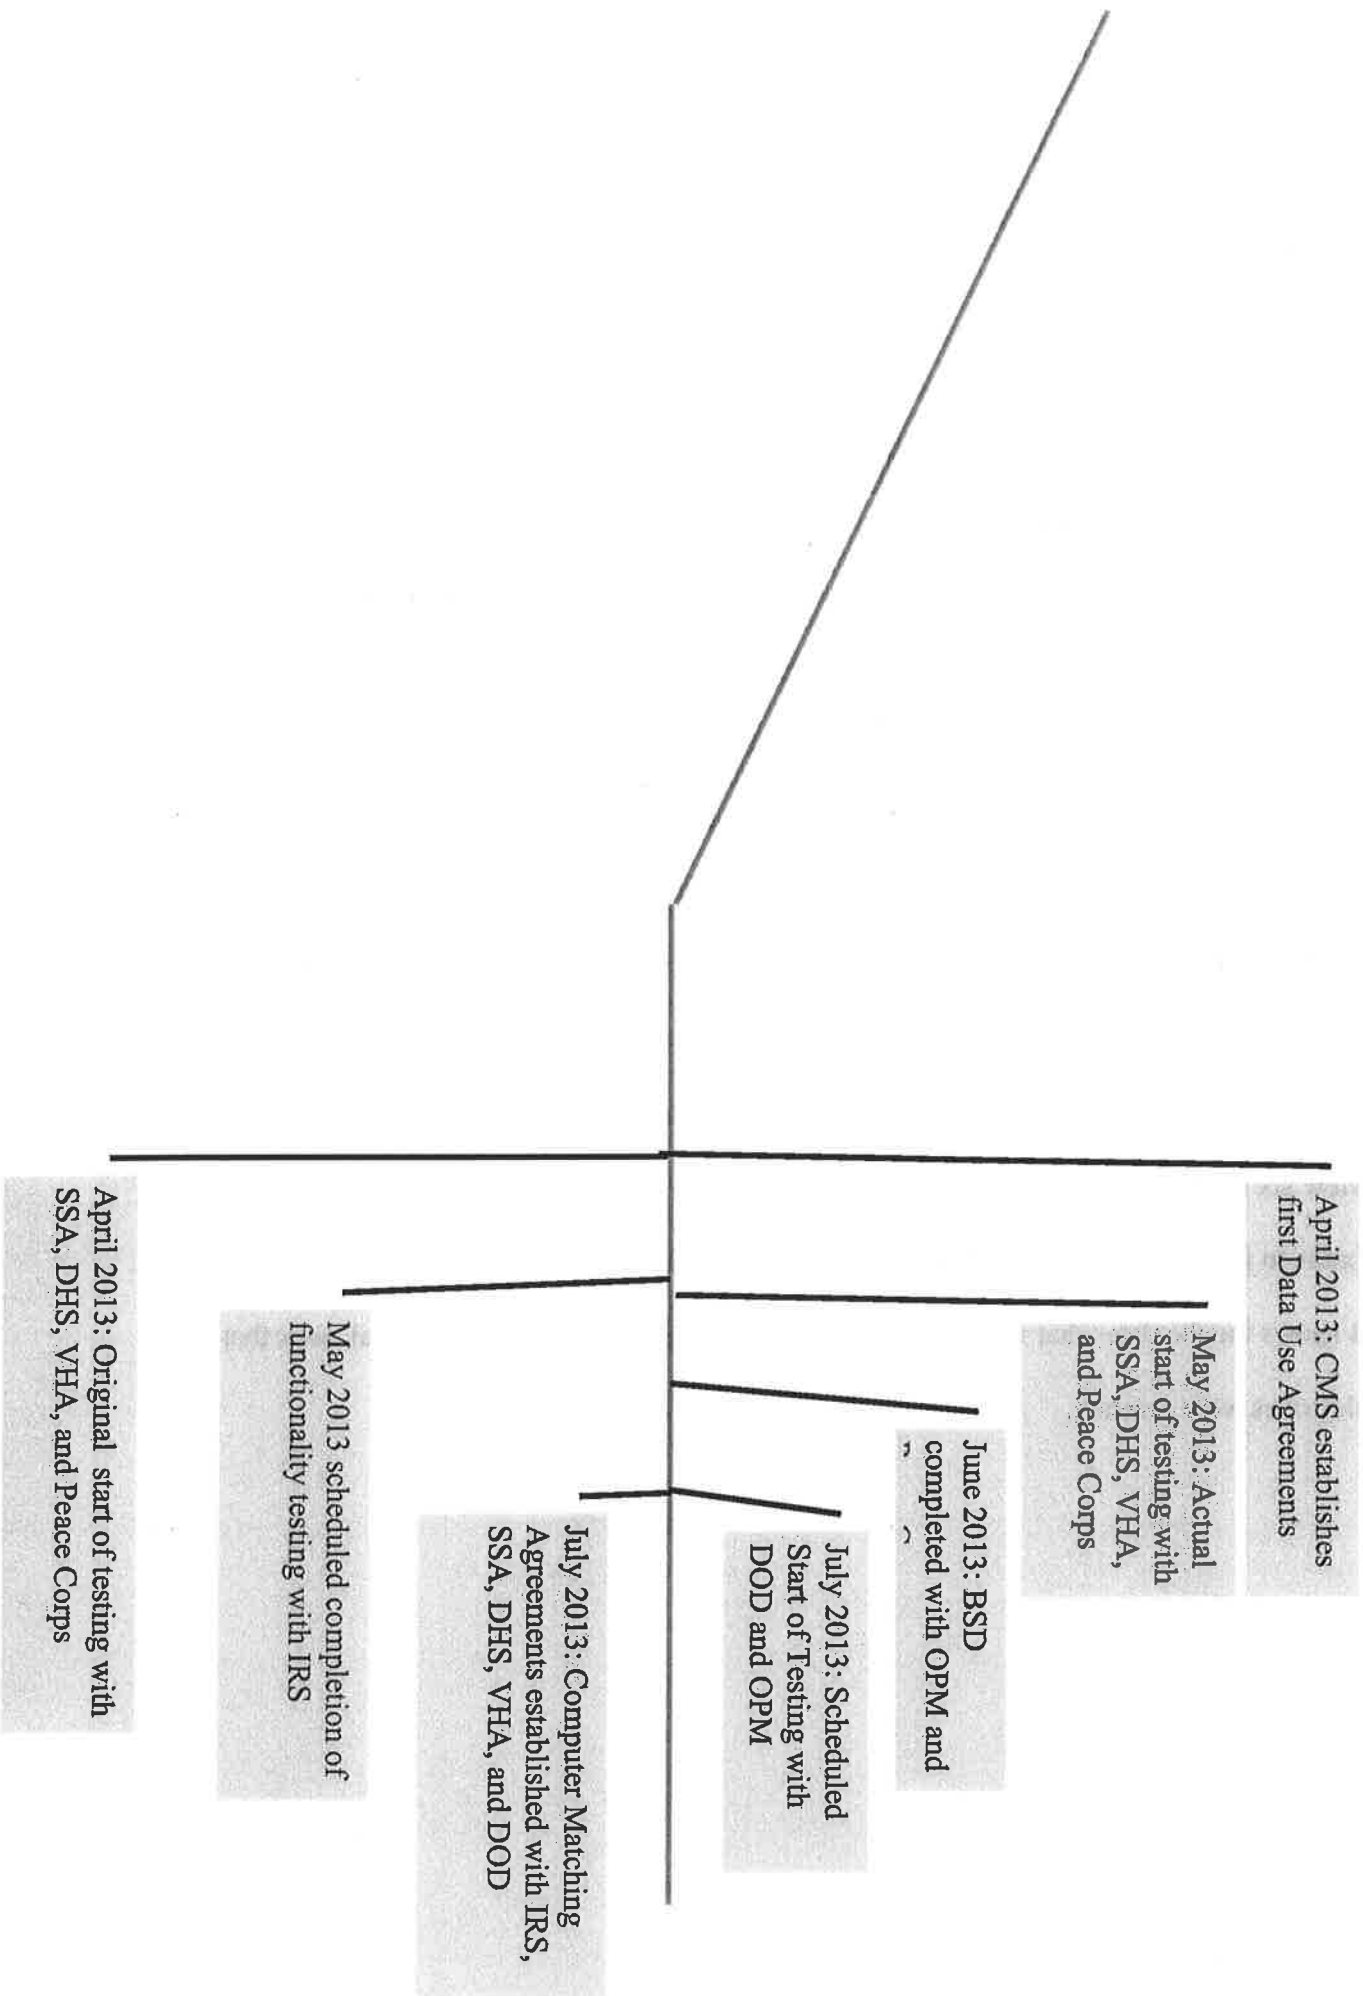 April 2013: CMS establishes
first Data Use Agreements
May 2013: Actual
start of testing with
SSA, DHS, VHA,
and Peace Corps
June 2013: BSD
completed with OPM and
July 2013: Scheduled
Start of Testing with
DOD and OPM
July 2013: Computer Matching
Agreements established with IRS,
SSA, DHS, VHA, and DOD
May 2013 scheduled completion of
functionality testing with IRS
April 2013: Original start of testing with
SSA, DHS, VHA, and Peace Corps